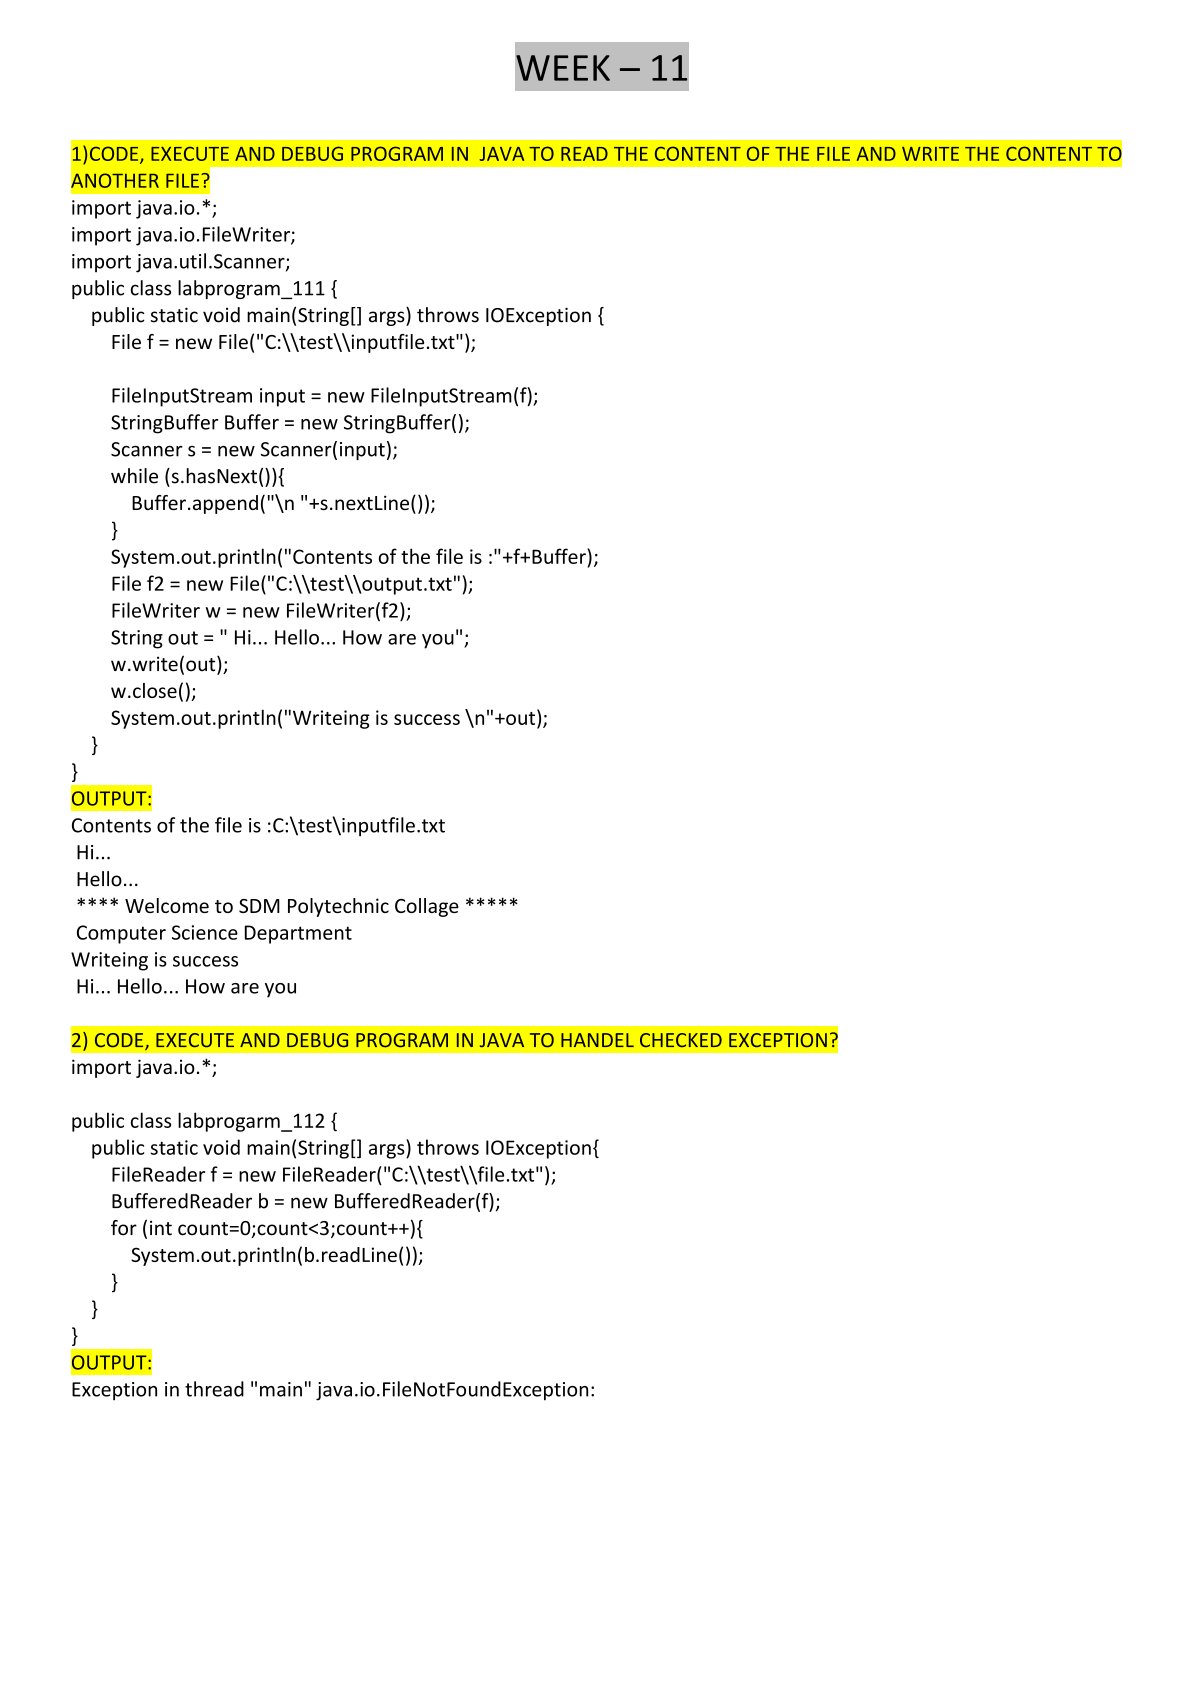 WEEK – 11
1)CODE, EXECUTE AND DEBUG PROGRAM IN  JAVA TO READ THE CONTENT OF THE FILE AND WRITE THE CONTENT TO
ANOTHER FILE?
import java.io.*;
import java.io.FileWriter;
import java.util.Scanner;
public class labprogram_111 {
    public static void main(String[] args) throws IOException {
        File f = new File("C:\\test\\inputfile.txt");
        FileInputStream input = new FileInputStream(f);
        StringBuffer Buffer = new StringBuffer();
        Scanner s = new Scanner(input);
        while (s.hasNext()){
            Buffer.append("\n "+s.nextLine());
        }
        System.out.println("Contents of the file is :"+f+Buffer);
        File f2 = new File("C:\\test\\output.txt");
        FileWriter w = new FileWriter(f2);
        String out = " Hi... Hello... How are you";
        w.write(out);
        w.close();
        System.out.println("Writeing is success \n"+out);
    }
}
OUTPUT:
Contents of the file is :C:\test\inputfile.txt
 Hi...
 Hello...
 **** Welcome to SDM Polytechnic Collage *****
 Computer Science Department
Writeing is success
 Hi... Hello... How are you
2) CODE, EXECUTE AND DEBUG PROGRAM IN JAVA TO HANDEL CHECKED EXCEPTION?
import java.io.*;
public class labprogarm_112 {
    public static void main(String[] args) throws IOException{
        FileReader f = new FileReader("C:\\test\\file.txt");
        BufferedReader b = new BufferedReader(f);
        for (int count=0;count<3;count++){
            System.out.println(b.readLine());
        }
    }
}
OUTPUT:
Exception in thread "main" java.io.FileNotFoundException: